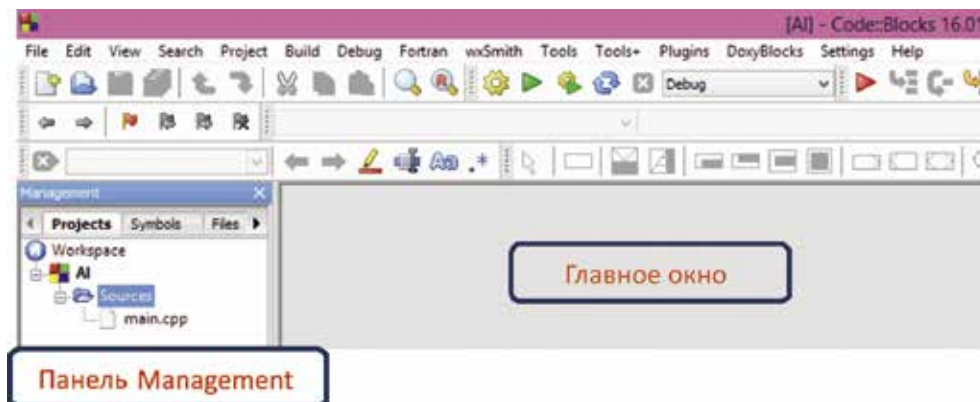 [AI] - Code::Blocks 16.01
File Edit View Search Project Build Debug Fortran wxSmith Tools Tools+ Plugins DoxyBlocks Settings Help
Debug
Management
Projects Symbols Files
Workspace
AI
Sources
main.cpp
Главное окно
Панель Management